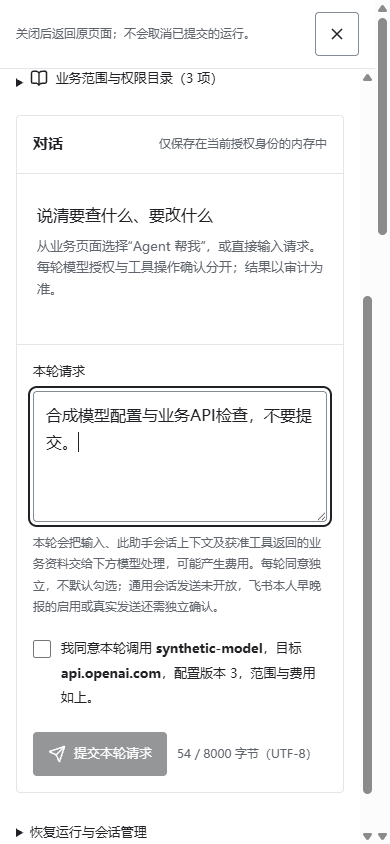 关闭后返回原页面；不会取消已提交的运行。
业务范围与权限目录（3 项）
对话
仅保存在当前授权身份的内存中
说清要查什么、要改什么
从业务页面选择“Agent 帮我”，或直接输入请求。
每轮模型授权与工具操作确认分开；结果以审计为
准。
本轮请求
合成模型配置与业务API检查，不要提
交。
本轮会把输入、此助手会话上下文及获准工具返回的业
务资料交给下方模型处理，可能产生费用。每轮同意独
立，不默认勾选；通用会话发送未开放，飞书本人早晚
报的启用或真实发送还需独立确认。
我同意本轮调用 synthetic-model，目标
api.openai.com，配置版本 3，范围与费用
如上。
提交本轮请求
54 / 8000 字节（UTF-8）
恢复运行与会话管理